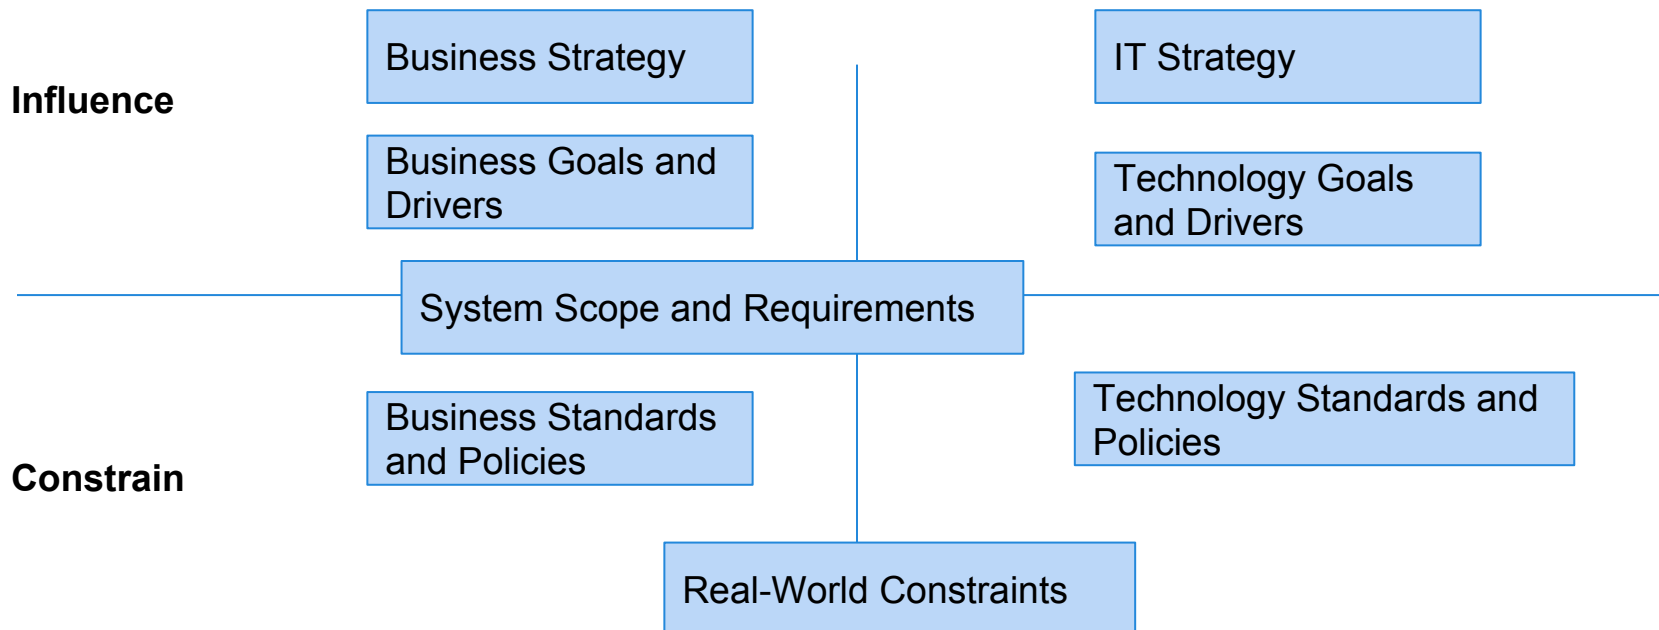 Business Strategy
IT Strategy
Influence
Business Goals and
Drivers
Technology Goals
and Drivers
System Scope and Requirements
Business Standards
and Policies
Technology Standards and
Policies
Constrain
Real-World Constraints